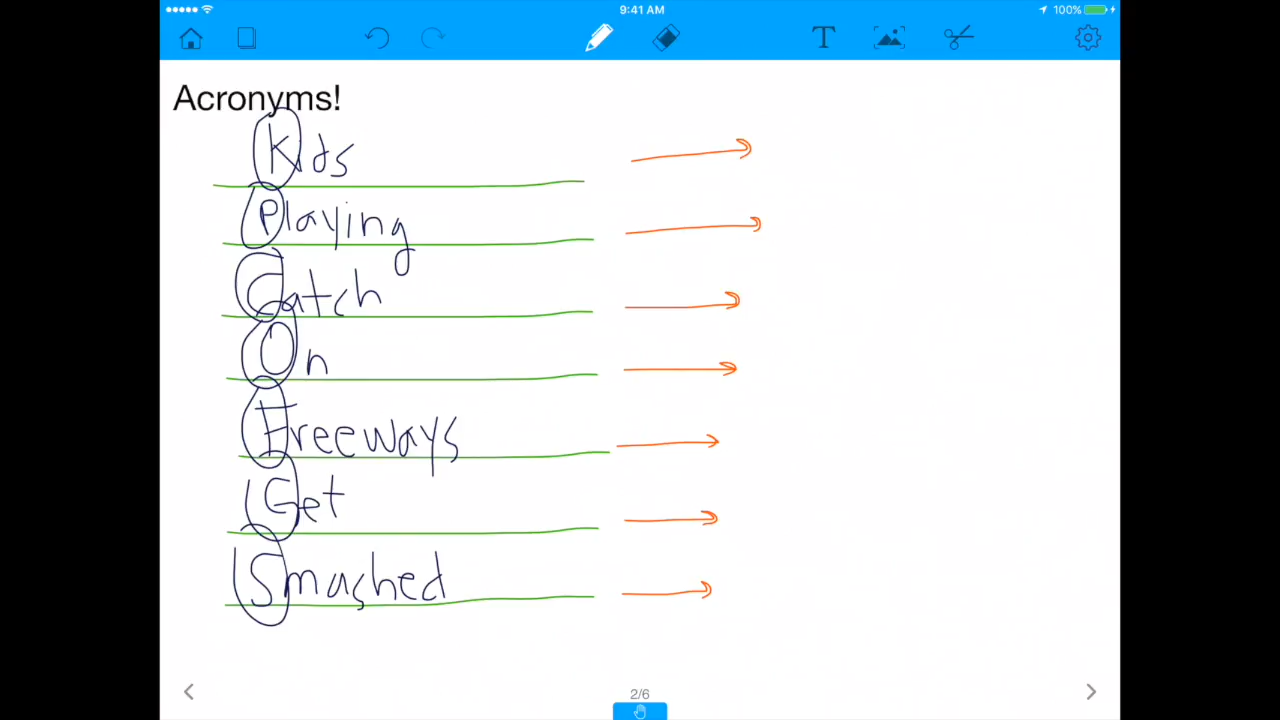 9:41 AM
100%
T
Acronyms!
Kids
Playing
Catch
On
Freeways
Get
Smashed
2/6